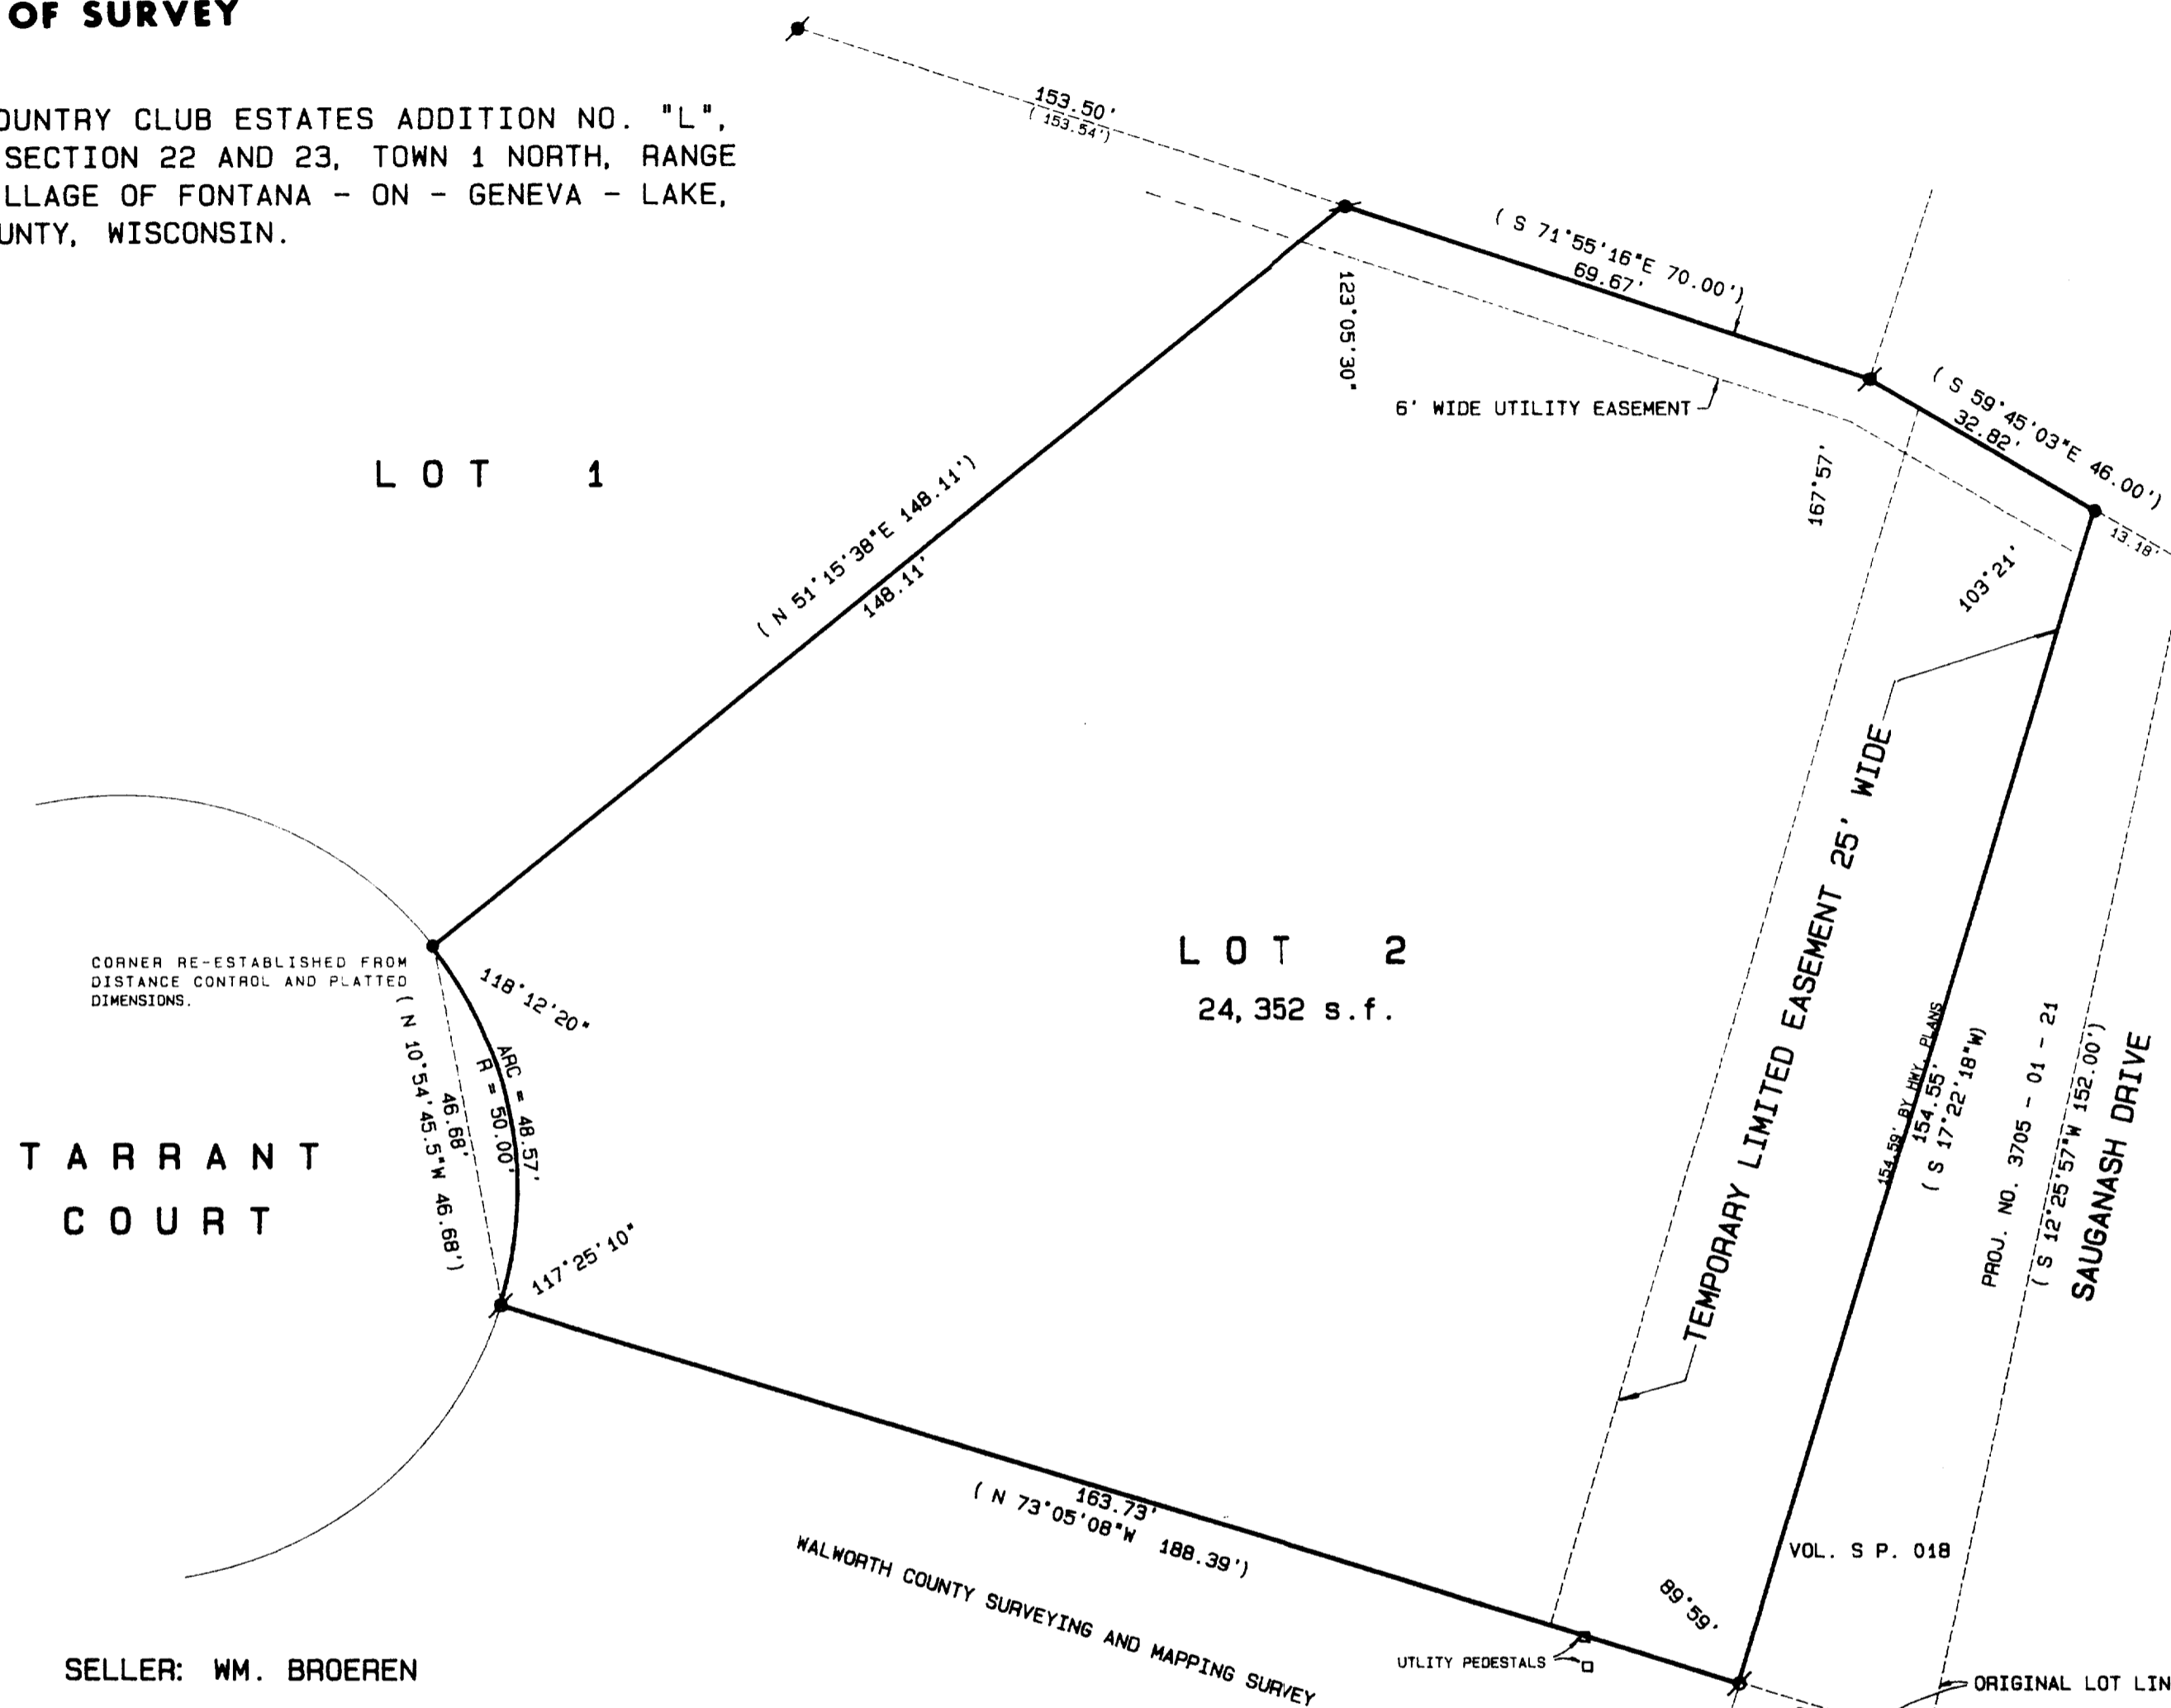 OF SURVEY
OUNTRY CLUB ESTATES ADDITION NO. "L",
SECTION 22 AND 23, TOWN 1 NORTH, RANGE
LLAGE OF FONTANA - ON - GENEVA - LAKE,
UNTY, WISCONSIN.
153.50'
( 153.54')
( S 71°55'16"E 70.00')
69.67'
123°05'30"
6' WIDE UTILITY EASEMENT
( S 59°45'03"E 46.00')
32.82'
13.18'
167°57'
103°21'
LOT 1
( N 51°15'38"E 148.11')
148.11'
LOT 2
24,352 s.f.
CORNER RE-ESTABLISHED FROM
DISTANCE CONTROL AND PLATTED
DIMENSIONS.
118°12'20"
ARC = 48.57'
R = 50.00'
46.68'
( N 10°54'45.5"W 46.68')
117°25'10"
TARRANT
COURT
TEMPORARY LIMITED EASEMENT 25' WIDE
154.59' BY HWY. PLANS
154.55'
( S 17°22'18"W)
PROJ. NO. 3705 - 01 - 21
( S 12°25'57"W 152.00')
SAUGANASH DRIVE
163.73'
( N 73°05'08"W 188.39')
WALWORTH COUNTY SURVEYING AND MAPPING SURVEY
VOL. S P. 018
89°59'
UTLITY PEDESTALS
ORIGINAL LOT LIN
SELLER: WM. BROEREN